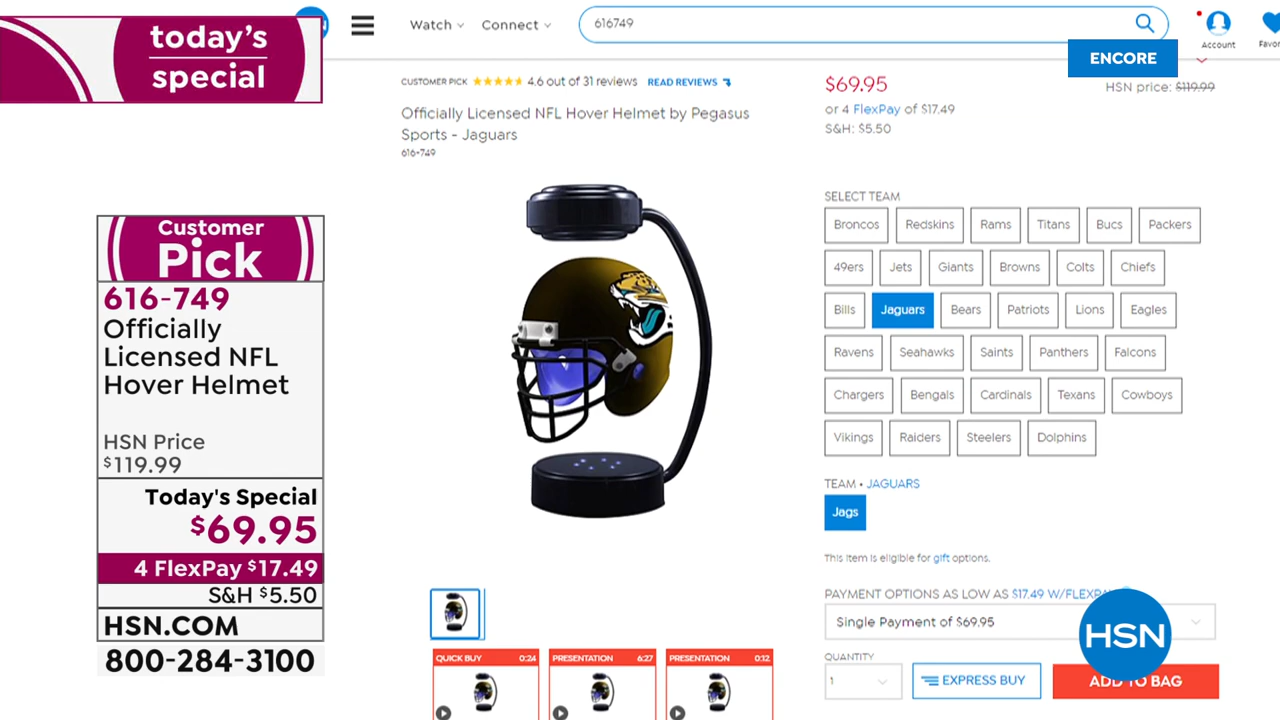 today's
special
Watch
Connect
616749
Account
ENCORE
CUSTOMER PICK
4.6 out of 31 reviews
READ REVIEWS
Officially Licensed NFL Hover Helmet by Pegasus
Sports - Jaguars
616-749
$69.95
HSN price: $119.99
or 4 FlexPay of $17.49
S&H: $5.50
SELECT TEAM
Broncos
Redskins
Rams
Titans
Bucs
Packers
49ers
Jets
Giants
Browns
Colts
Chiefs
Bills
Jaguars
Bears
Patriots
Lions
Eagles
Ravens
Seahawks
Saints
Panthers
Falcons
Chargers
Bengals
Cardinals
Texans
Cowboys
Vikings
Raiders
Steelers
Dolphins
TEAM • JAGUARS
Jags
This item is eligible for gift options.
PAYMENT OPTIONS AS LOW AS $17.49
Single Payment of $69.95
QUANTITY
1
EXPRESS BUY
ADD TO BAG
HSN
QUICK BUY 0:24
PRESENTATION 6:27
PRESENTATION 0:12
Customer
Pick
616-749
Officially
Licensed NFL
Hover Helmet
HSN Price
$119.99
Today's Special
$69.95
4 FlexPay $17.49
S&H $5.50
HSN.COM
800-284-3100